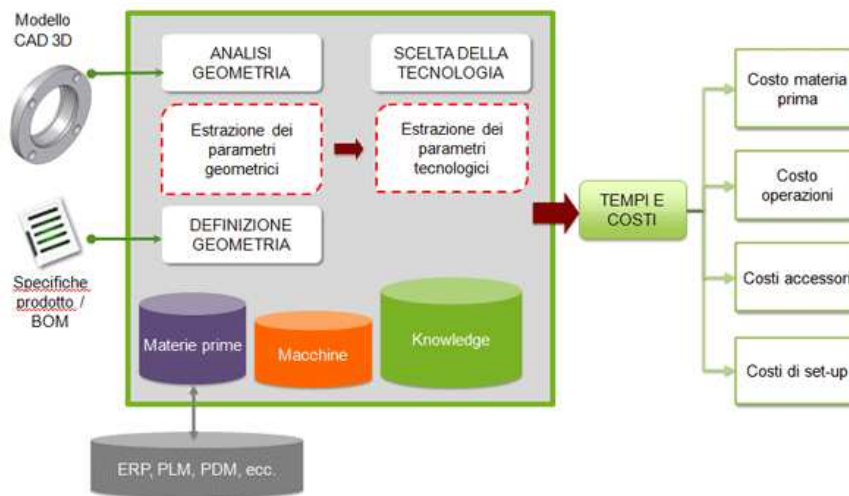 Modello
CAD 3D
ANALISI
GEOMETRIA
SCELTA DELLA
TECNOLOGIA
Estrazione dei
parametri
geometrici
Estrazione dei
parametri
tecnologici
DEFINIZIONE
GEOMETRIA
Specifiche
prodotto /
BOM
Materie prime
Macchine
Knowledge
ERP, PLM, PDM, ecc.
TEMPI E
COSTI
Costo materia
prima
Costo
operazioni
Costi accessori
Costi di set-up